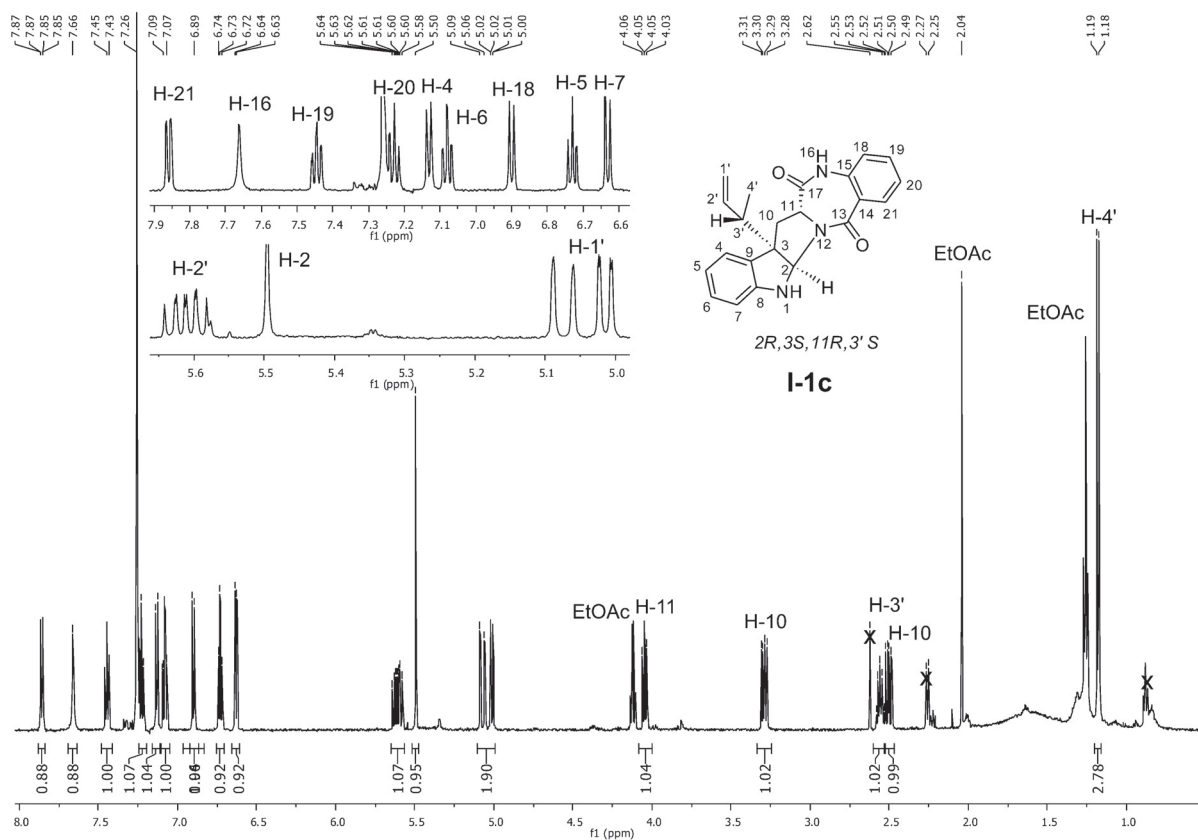 7.87 7.87 7.85 7.85 7.66 7.45 7.43 7.26 7.09 7.07 6.89 6.74 6.73 6.72 6.64 6.63 5.64 5.63 5.62 5.61 5.61 5.60 5.60 5.58 5.50 5.09 5.06 5.02 5.02 5.01 5.00 4.06 4.05 4.05 4.03 3.31 3.30 3.29 3.28 2.62 2.55 2.53 2.52 2.51 2.50 2.49 2.27 2.25 2.04 1.19 1.18
H-21 H-16 H-19 H-20 H-4 H-6 H-18 H-5 H-7
7.9 7.8 7.7 7.6 7.5 7.4 7.3 7.2 7.1 7.0 6.9 6.8 6.7 6.6
f1 (ppm)
H-2' H-2 H-1'
5.6 5.5 5.4 5.3 5.2 5.1 5.0
f1 (ppm)
1' 2' 4' H 3' O 17 16 H N 15 18 19 20 21 14 13 O 11 10 N 12 3 9 4 5 6 7 8 2 NH 1 H
2R,3S,11R,3' S
I-1c
EtOAc H-11 H-10 x H-3' H-10 x EtOAc EtOAc H-4' x
0.88 0.88 1.00 1.07 1.04 1.00 0.92 0.92 1.07 0.95 1.90 1.04 1.02 1.02 0.99 2.78
8.0 7.5 7.0 6.5 6.0 5.5 5.0 4.5 4.0 3.5 3.0 2.5 2.0 1.5 1.0
f1 (ppm)